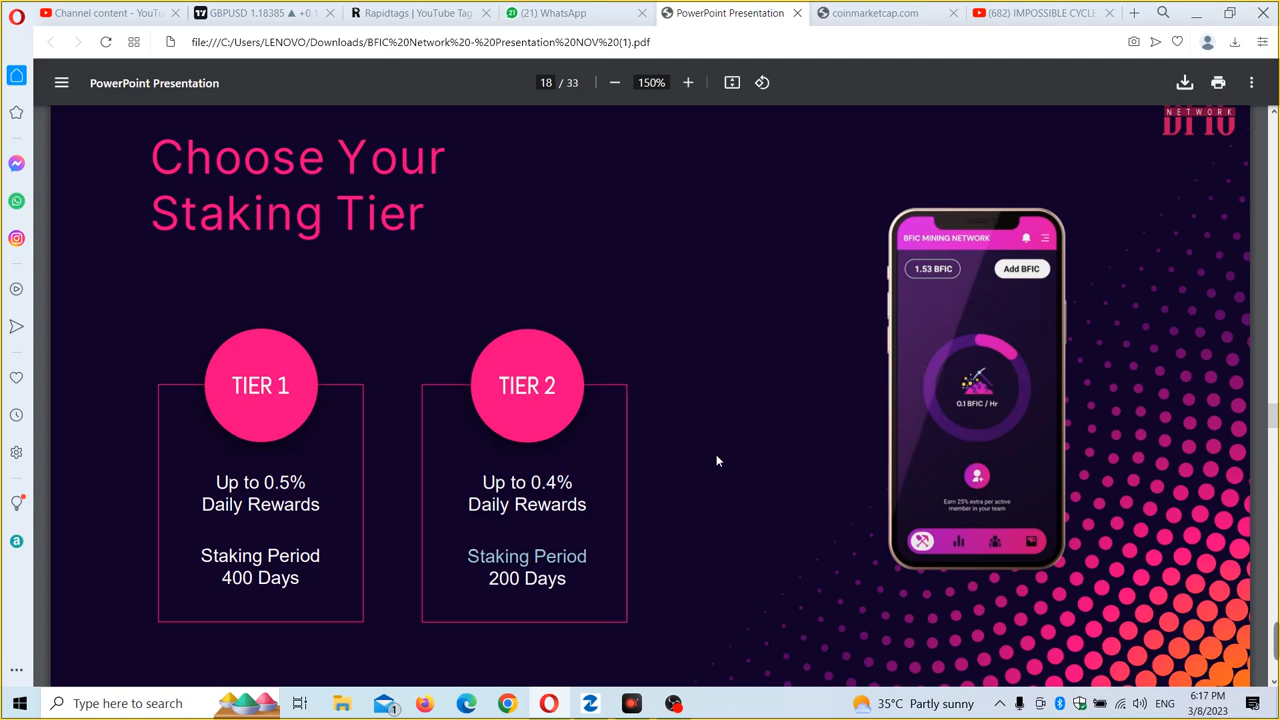 Channel content - YouTu
GBPUSD 1.18385 ▲ +0.1
Rapidtags | YouTube Tag
(21) WhatsApp
PowerPoint Presentation
coinmarketcap.com
(682) IMPOSSIBLE CYCLE
file:///C:/Users/LENOVO/Downloads/BFIC%20Network%20-%20Presentation%20NOV%20(1).pdf
PowerPoint Presentation
18 / 33
150%
NETWORK
Choose Your
Staking Tier
TIER 1
Up to 0.5%
Daily Rewards
Staking Period
400 Days
TIER 2
Up to 0.4%
Daily Rewards
Staking Period
200 Days
BFIC MINING NETWORK
1.53 BFIC
Add BFIC
0.1 BFIC / Hr
Earn 25% extra per active
member in your team
Type here to search
1
35°C Partly sunny
ENG
6:17 PM
3/8/2023